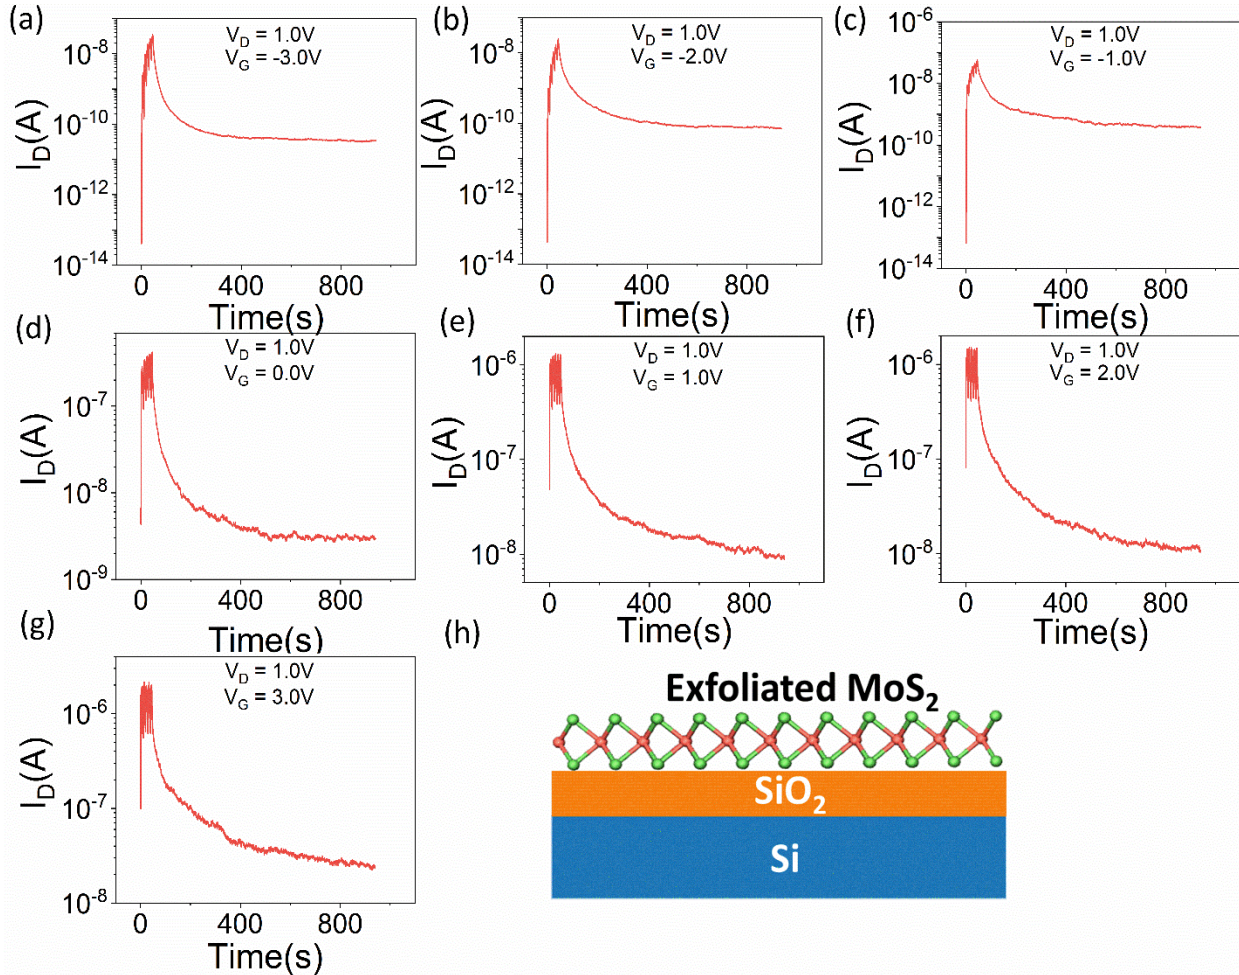 (a)
V_D = 1.0V
V_G = -3.0V
10⁻⁸
10⁻¹⁰
10⁻¹²
10⁻¹⁴
I_D(A)
0 400 800
Time(s)
(b)
V_D = 1.0V
V_G = -2.0V
10⁻⁸
10⁻¹⁰
10⁻¹²
10⁻¹⁴
I_D(A)
0 400 800
Time(s)
(c)
V_D = 1.0V
V_G = -1.0V
10⁻⁶
10⁻⁸
10⁻¹⁰
10⁻¹²
10⁻¹⁴
I_D(A)
0 400 800
Time(s)
(d)
V_D = 1.0V
V_G = 0.0V
10⁻⁷
10⁻⁸
10⁻⁹
I_D(A)
0 400 800
Time(s)
(e)
V_D = 1.0V
V_G = 1.0V
10⁻⁶
10⁻⁷
10⁻⁸
I_D(A)
0 400 800
Time(s)
(f)
V_D = 1.0V
V_G = 2.0V
10⁻⁶
10⁻⁷
10⁻⁸
I_D(A)
0 400 800
Time(s)
(g)
V_D = 1.0V
V_G = 3.0V
10⁻⁶
10⁻⁷
10⁻⁸
I_D(A)
0 400 800
Time(s)
(h)
Exfoliated MoS₂
SiO₂
Si